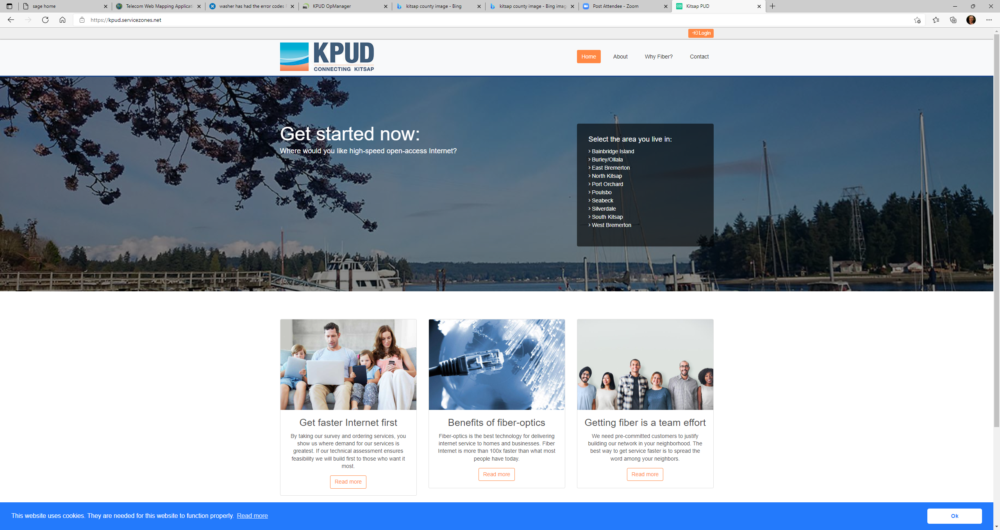 sage home
Telecom Web Mapping Applicati
washer has had the error codes F
KPUD OpManager
kitsap county image - Bing
kitsap county image - Bing imag
Post Attendee - Zoom
Kitsap PUD
https://kpud.servicezones.net
Login
KPUD
CONNECTING KITSAP
Home
About
Why Fiber?
Contact
Get started now:
Where would you like high-speed open-access Internet?
Select the area you live in:
Bainbridge Island
Burley/Ollala
East Bremerton
North Kitsap
Port Orchard
Poulsbo
Seabeck
Silverdale
South Kitsap
West Bremerton
Get faster Internet first
By taking our survey and ordering services, you
show us where demand for our services is
greatest. If our technical assessment ensures
feasibility we will build first to those who want it
most.
Read more
Benefits of fiber-optics
Fiber-optics is the best technology for delivering
internet service to homes and businesses. Fiber
Internet is more than 100x faster than what most
people have today.
Read more
Getting fiber is a team effort
We need pre-committed customers to justify
building our network in your neighborhood. The
best way to get service faster is to spread the
word among your neighbors.
Read more
This website uses cookies. They are needed for this website to function properly. Read more
Ok